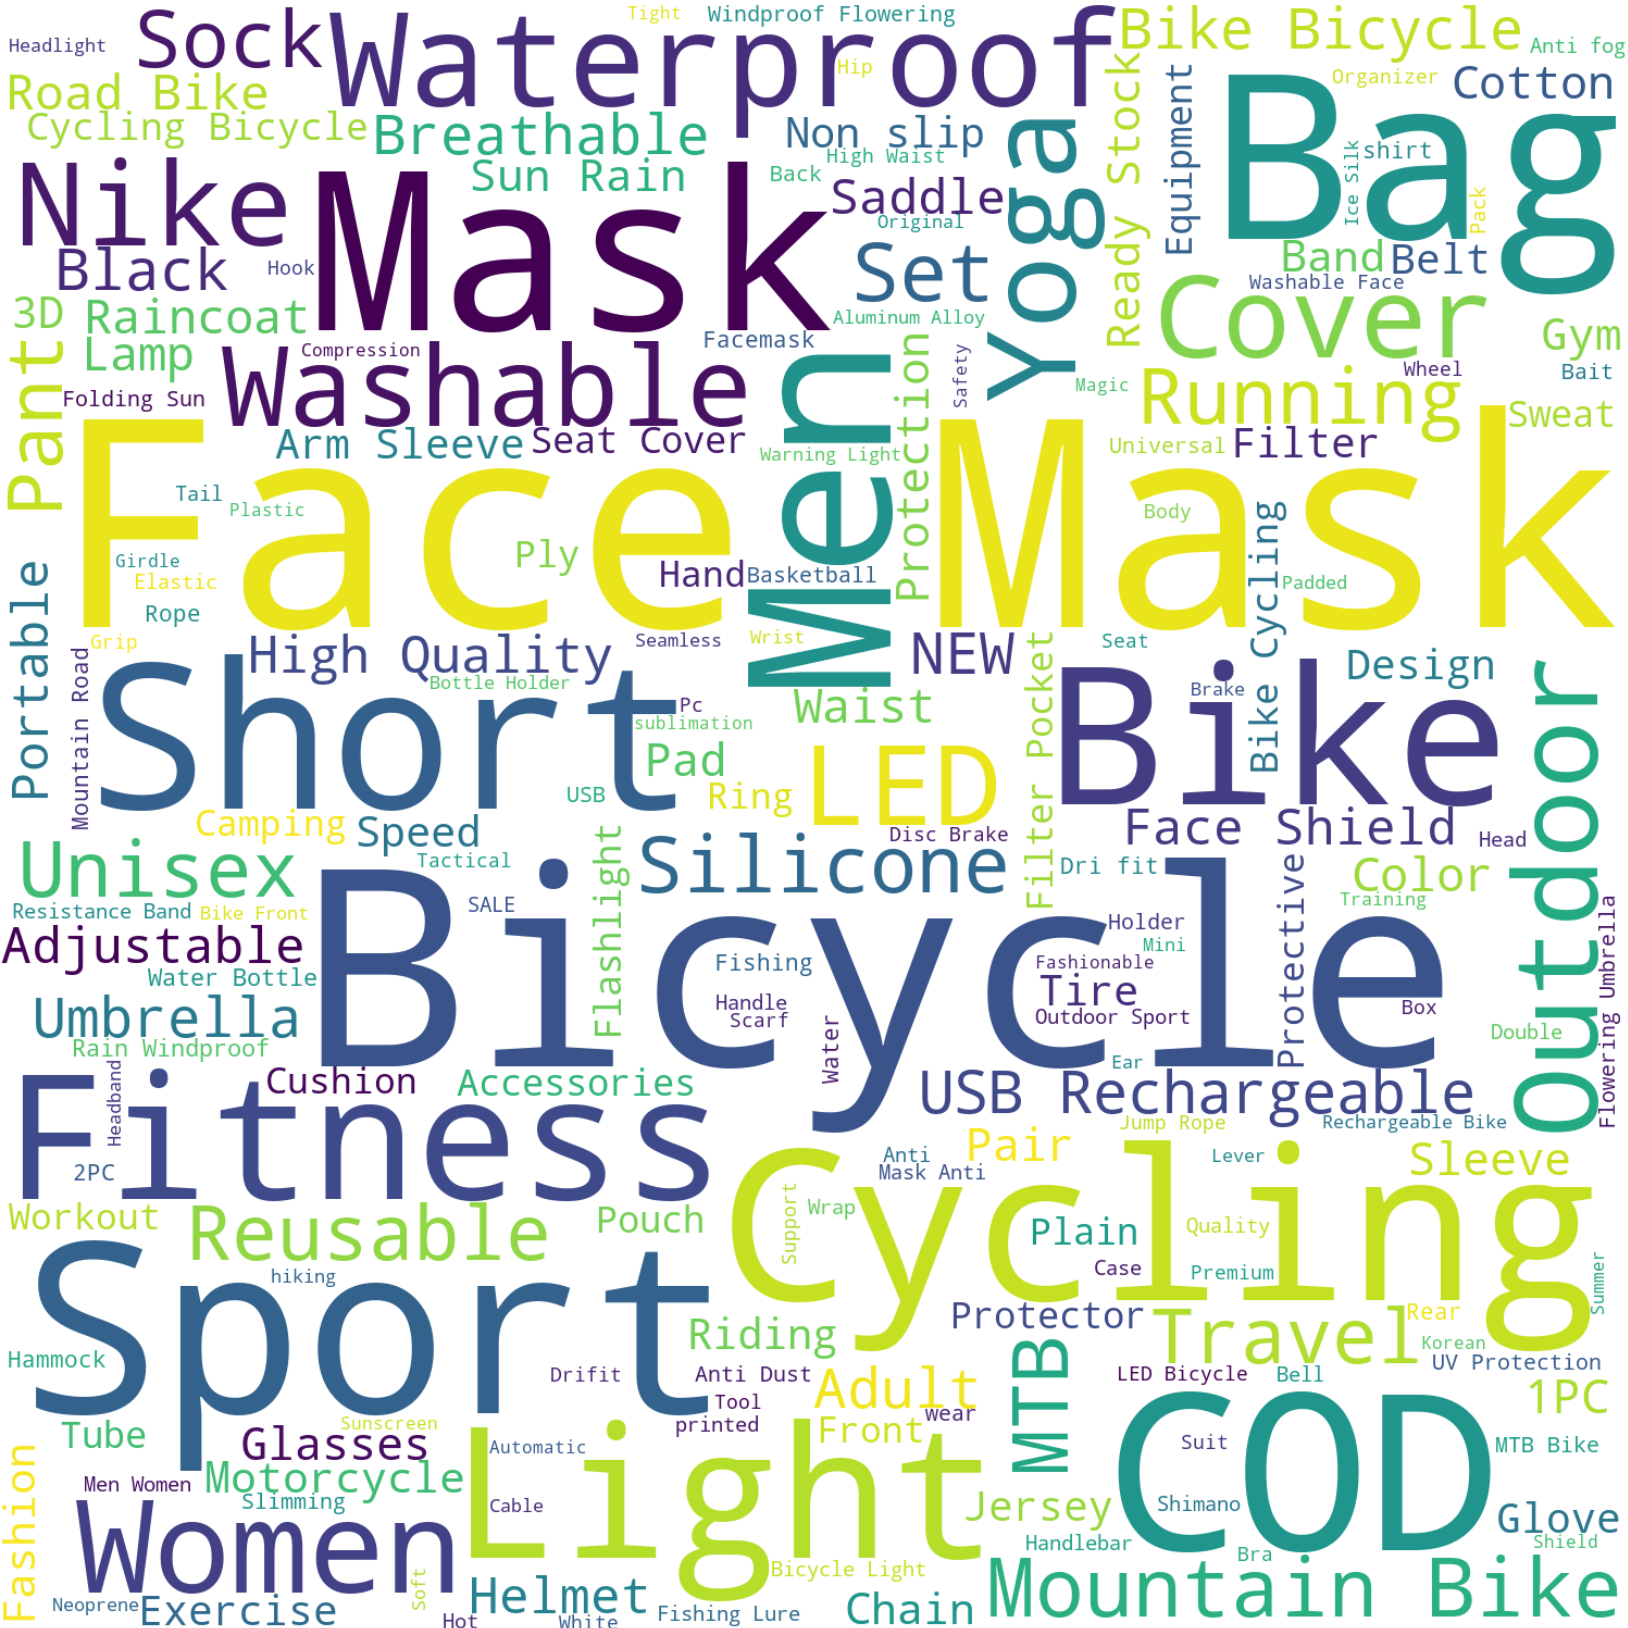 Tight
Windproof Flowering
Headlight
Sock
Waterproof
Bike Bicycle
Anti fog
Road Bike
Hip
Organizer
Cotton
Cycling Bicycle
Breathable
Non slip
Ready Stock
Equipment
Bag
Nike
Mask
Sun Rain
High Waist
Back
Saddle
Yoga
Ice Silk
shirt
Pack
Original
Black
Hook
Set
Band
Belt
Washable Face
3D
Raincoat
Aluminum Alloy
Cover
Gym
Lamp
Compression
Facemask
Washable
Men
Protection
Safety
Magic
Running
Wheel
Bait
Pant
Folding Sun
Sweat
Arm Sleeve
Seat Cover
Warning Light
Universal
Filter
Face Mask
Tail
Plastic
Body
Bike Cycling
Girdle
Elastic
Ply
Hand
Basketball
Padded
Portable
Rope
Grip
Mountain Road
High Quality
Seamless
Wrist
NEW
Seat
Design
Short
Bottle Holder
Pc
sublimation
Waist
Filter Pocket
Bike
Brake
Outdoor
Pad
LED
USB
Ring
Camping
Speed
Disc Brake
Face Shield
Head
Unisex
Tactical
Flashlight
Silicone
Dri fit
Protective
Color
Training
Resistance Band
Bike Front
SALE
Bicycle
Holder
Flowering Umbrella
Adjustable
Mini
Water Bottle
Fishing
Fashionable
Tire
Umbrella
Handle
Scarf
Outdoor Sport
Box
Double
Rain Windproof
Water
Ear
Headband
Cushion
Accessories
USB Rechargeable
Fitness
Jump Rope
Rechargeable Bike
2PC
Pair
Anti
Mask Anti
Lever
Sleeve
Workout
Reusable
Pouch
Cycling
Support
Wrap
Plain
Quality
Sport
hiking
Case
Premium
Summer
Protector
Travel
Rear
Korean
Riding
MTB
Hammock
Drifit
Anti Dust
Adult
LED Bicycle
Bell
UV Protection
Tool
1PC
Tube
Sunscreen
Glasses
printed
Front
wear
COD
Suit
MTB Bike
Fashion
Automatic
Light
Men Women
Motorcycle
Slimming
Cable
Jersey
Shimano
Glove
Women
Handlebar
Bra
Shield
Soft
Bicycle Light
Neoprene
Exercise
Hot
Helmet
White
Fishing Lure
Chain
Mountain Bike